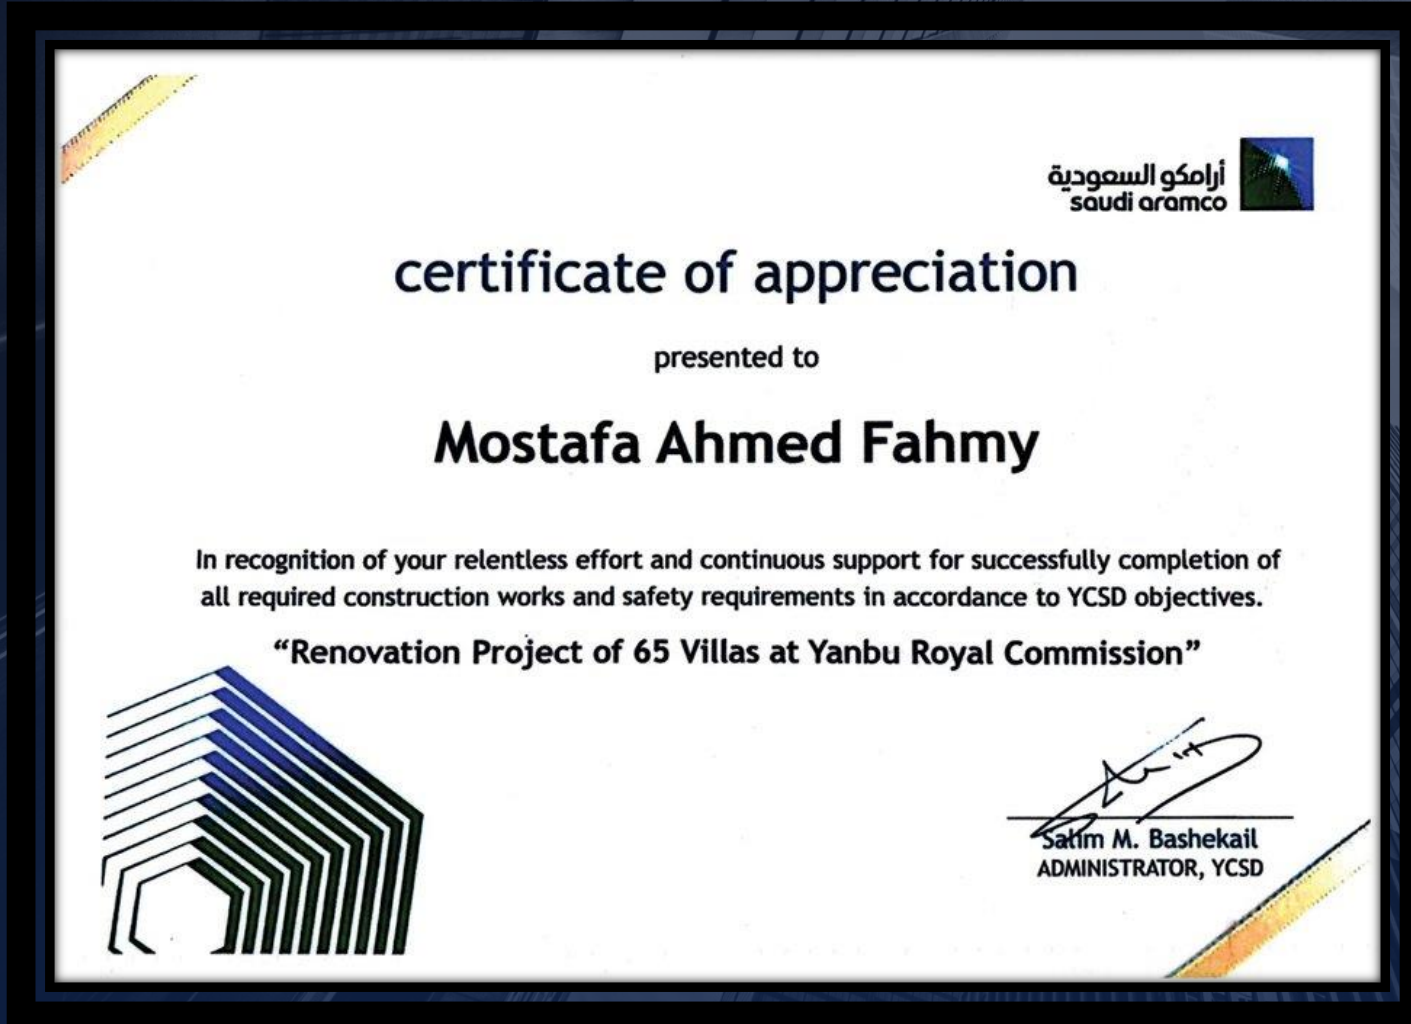 أرامكو السعودية
saudi aramco
certificate of appreciation
presented to
Mostafa Ahmed Fahmy
In recognition of your relentless effort and continuous support for successfully completion of
all required construction works and safety requirements in accordance to YCSD objectives.
“Renovation Project of 65 Villas at Yanbu Royal Commission”
Salim M. Bashekail
ADMINISTRATOR, YCSD